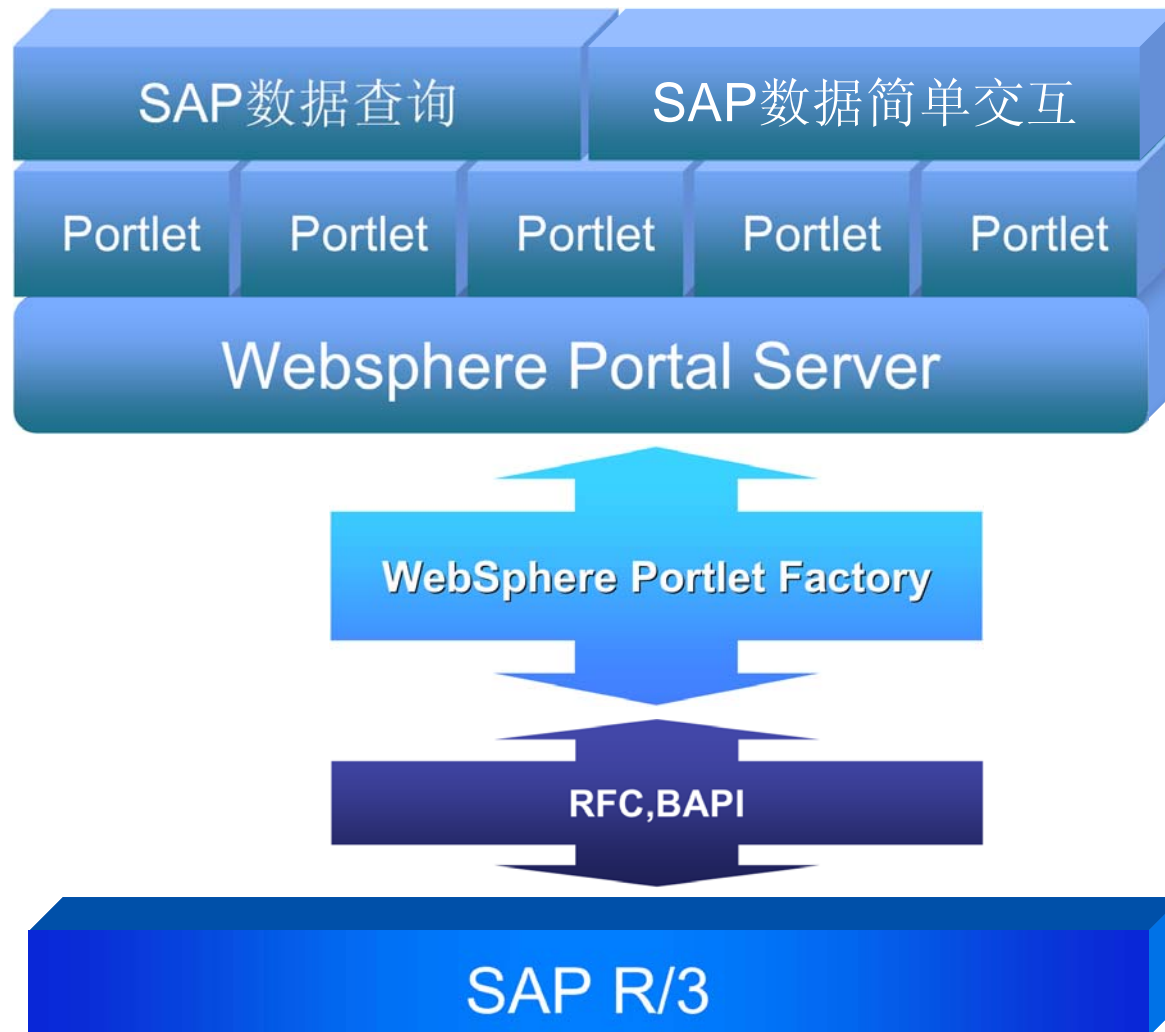 SAP数据查询
SAP数据简单交互
Portlet
Portlet
Portlet
Portlet
Portlet
Websphere Portal Server
WebSphere Portlet Factory
RFC,BAPI
SAP R/3